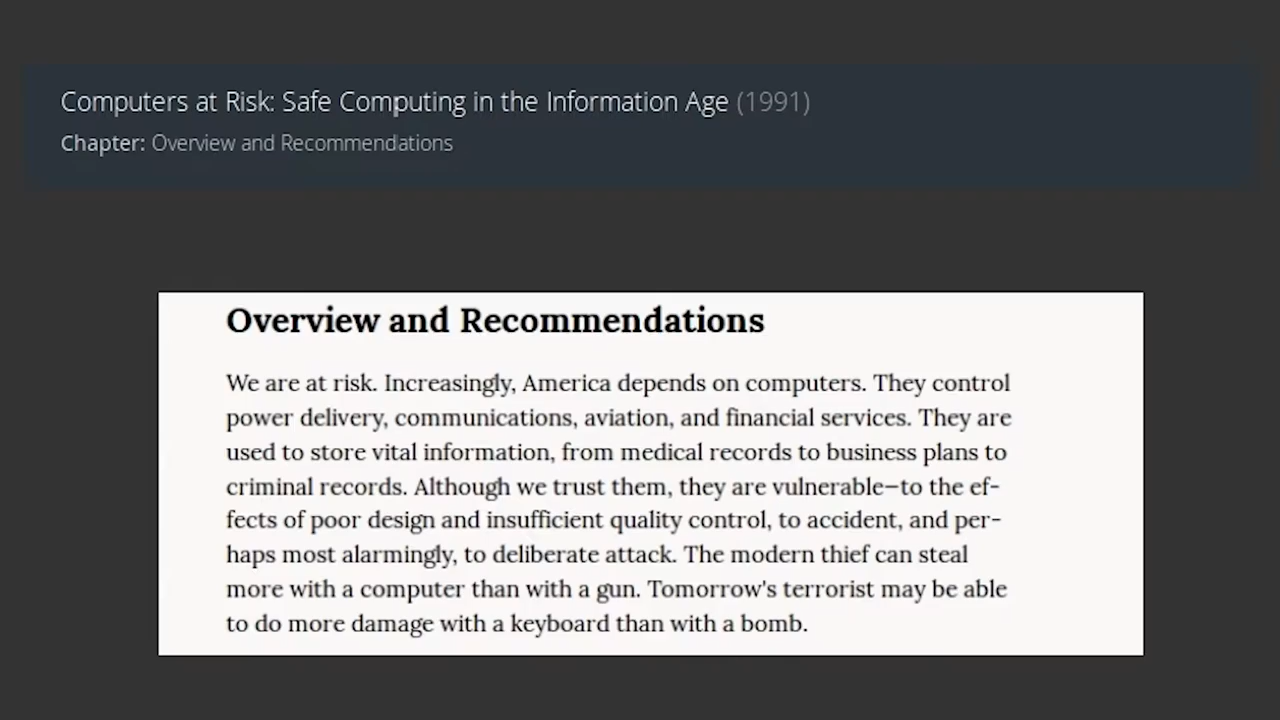 Computers at Risk: Safe Computing in the Information Age (1991)
Chapter: Overview and Recommendations
Overview and Recommendations
We are at risk. Increasingly, America depends on computers. They control
power delivery, communications, aviation, and financial services. They are
used to store vital information, from medical records to business plans to
criminal records. Although we trust them, they are vulnerable—to the ef-
fects of poor design and insufficient quality control, to accident, and per-
haps most alarmingly, to deliberate attack. The modern thief can steal
more with a computer than with a gun. Tomorrow's terrorist may be able
to do more damage with a keyboard than with a bomb.